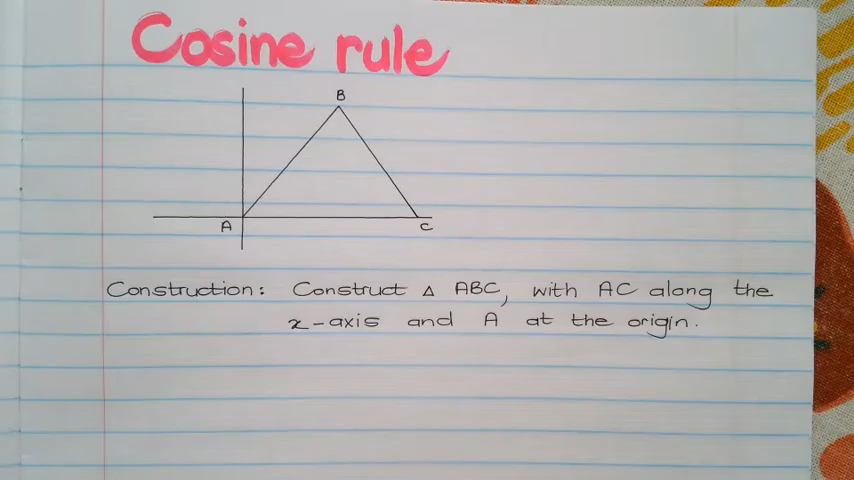 Cosine rule
B
A
C
Construction: Construct △ ABC, with AC along the
x-axis and A at the origin.